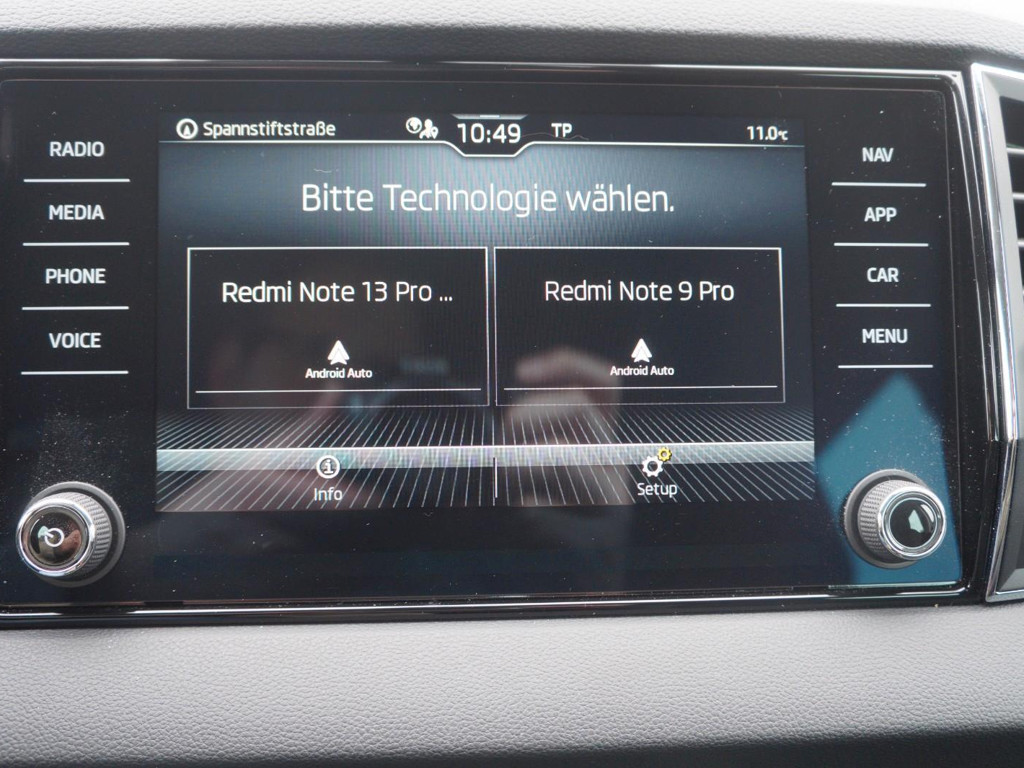 RADIO
MEDIA
PHONE
VOICE
Spannstiftstraße 10:49 TP 11.0°C
Bitte Technologie wählen.
Redmi Note 13 Pro ...
Android Auto
Redmi Note 9 Pro
Android Auto
Info
Setup
NAV
APP
CAR
MENU